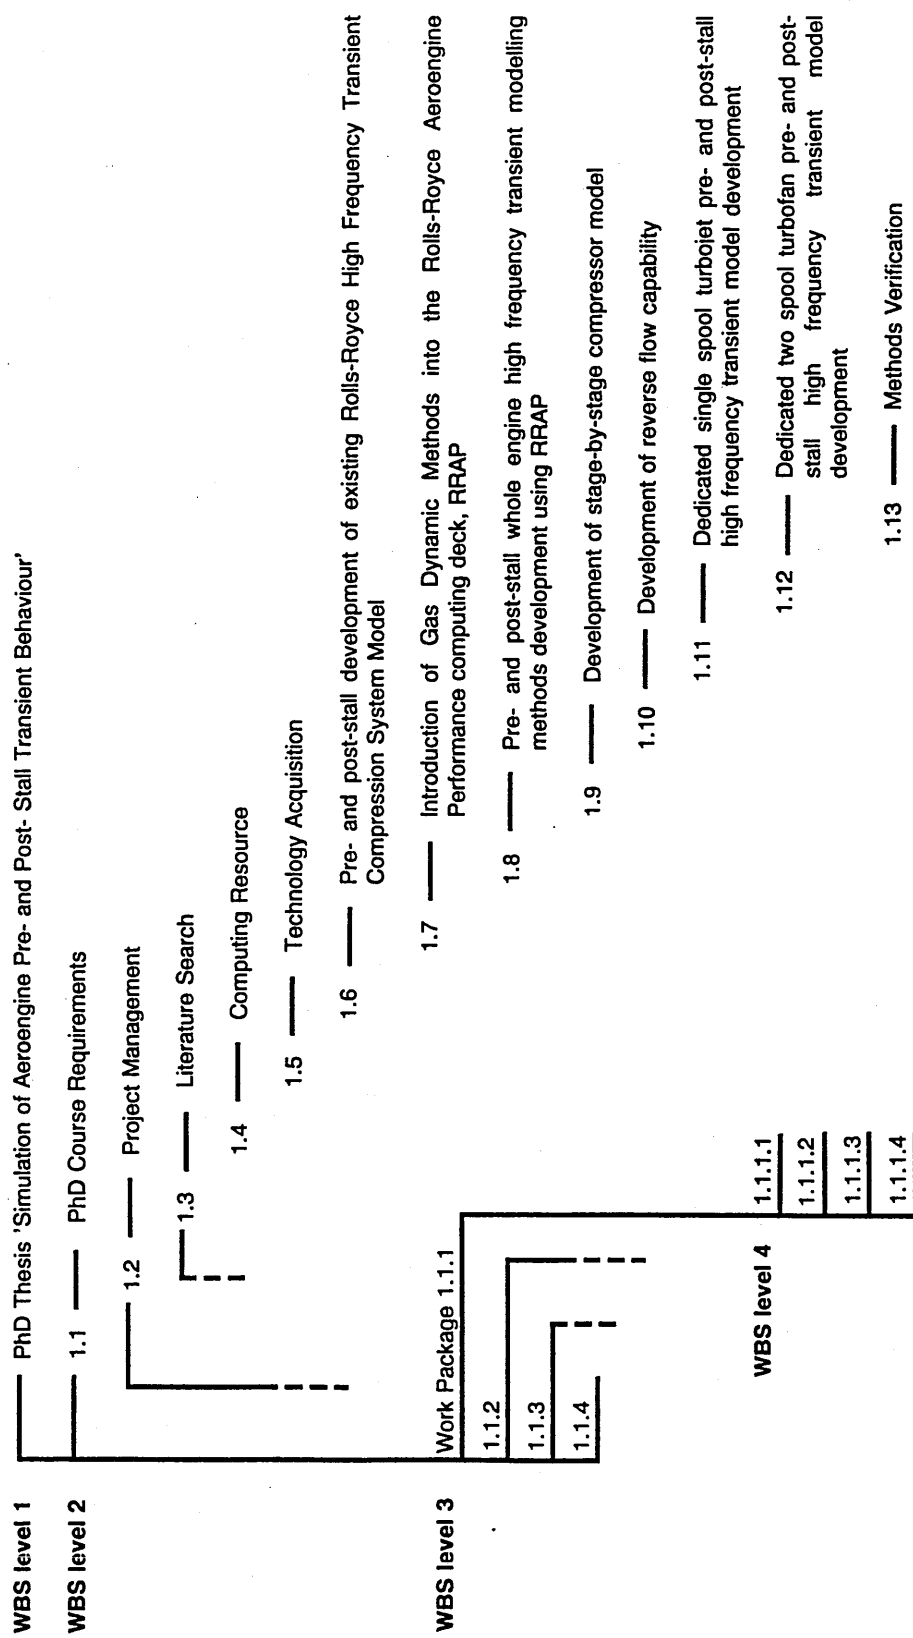 WBS level 1
PhD Thesis 'Simulation of Aeroengine Pre- and Post- Stall Transient Behaviour'
WBS level 2
1.1 PhD Course Requirements
1.2 Project Management
1.3 Literature Search
1.4 Computing Resource
1.5 Technology Acquisition
1.6 Pre- and post-stall development of existing Rolls-Royce High Frequency Transient
Compression System Model
1.7 Introduction of Gas Dynamic Methods into the Rolls-Royce Aeroengine
Performance computing deck, RRAP
1.8 Pre- and post-stall whole engine high frequency transient modelling
methods development using RRAP
1.9 Development of stage-by-stage compressor model
1.10 Development of reverse flow capability
1.11 Dedicated single spool turbojet pre- and post-stall
high frequency transient model development
1.12 Dedicated two spool turbofan pre- and post-
stall high frequency transient model
development
1.13 Methods Verification
WBS level 3
Work Package 1.1.1
1.1.2
1.1.3
1.1.4
WBS level 4
1.1.1.1
1.1.1.2
1.1.1.3
1.1.1.4